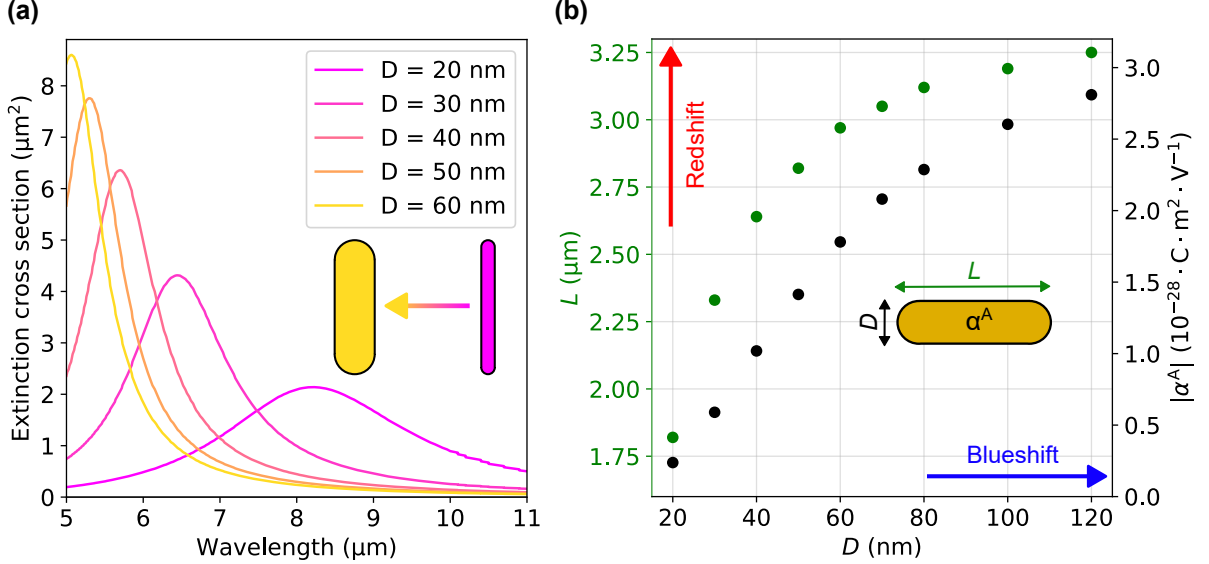 (a)
Extinction cross section (μm²)
8
7
6
5
4
3
2
1
0
5
6
7
8
9
10
11
Wavelength (μm)
D = 20 nm
D = 30 nm
D = 40 nm
D = 50 nm
D = 60 nm
(b)
L (μm)
3.25
3.00
2.75
2.50
2.25
2.00
1.75
Redshift
L
D
α^A
Blueshift
20
40
60
80
100
120
D (nm)
3.0
2.5
2.0
1.5
1.0
0.5
0.0
|α^A| (10⁻²⁸ · C · m² · V⁻¹)